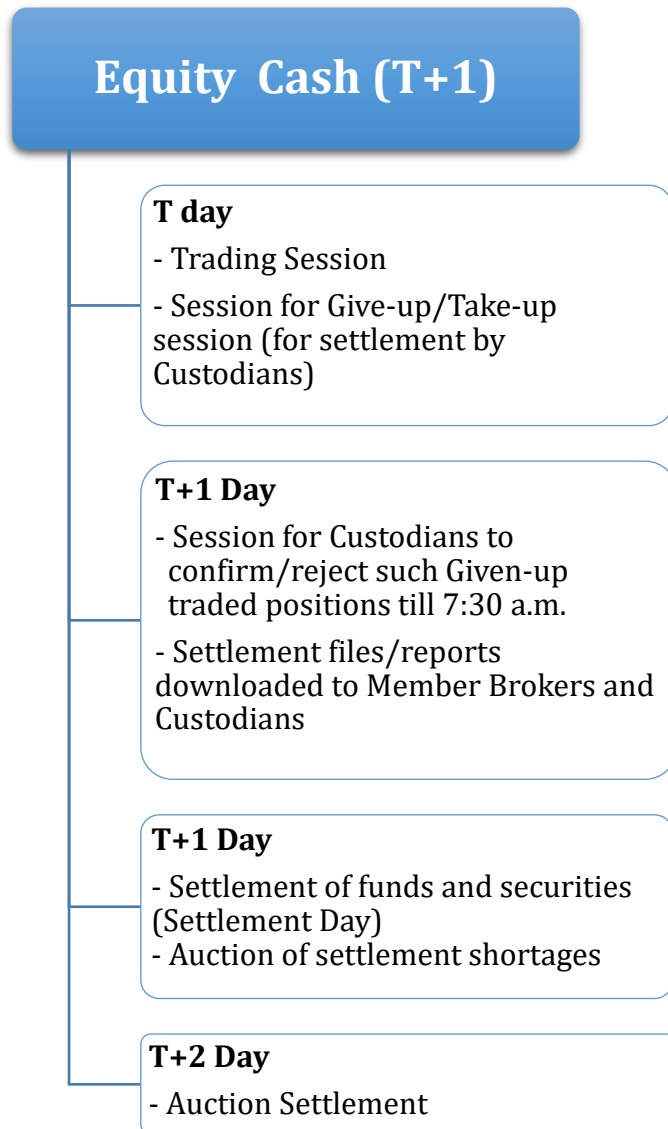 Equity  Cash (T+1)
T day
- Trading Session
- Session for Give-up/Take-up
session (for settlement by
Custodians)
T+1 Day
- Session for Custodians to
confirm/reject such Given-up
traded positions till 7:30 a.m.
- Settlement files/reports
downloaded to Member Brokers and
Custodians
T+1 Day
- Settlement of funds and securities
(Settlement Day)
- Auction of settlement shortages
T+2 Day
- Auction Settlement